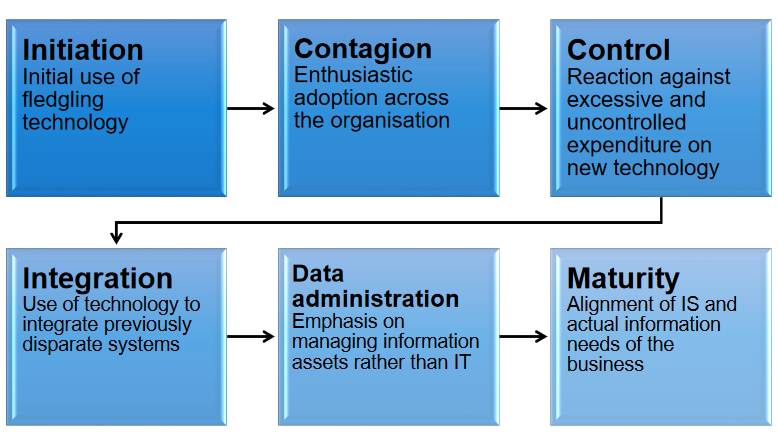 Initiation
Initial use of
fledgling
technology
Contagion
Enthusiastic
adoption across
the organisation
Control
Reaction against
excessive and
uncontrolled
expenditure on
new technology
Integration
Use of technology to
integrate previously
disparate systems
Data
administration
Emphasis on
managing information
assets rather than IT
Maturity
Alignment of IS and
actual information
needs of the
business